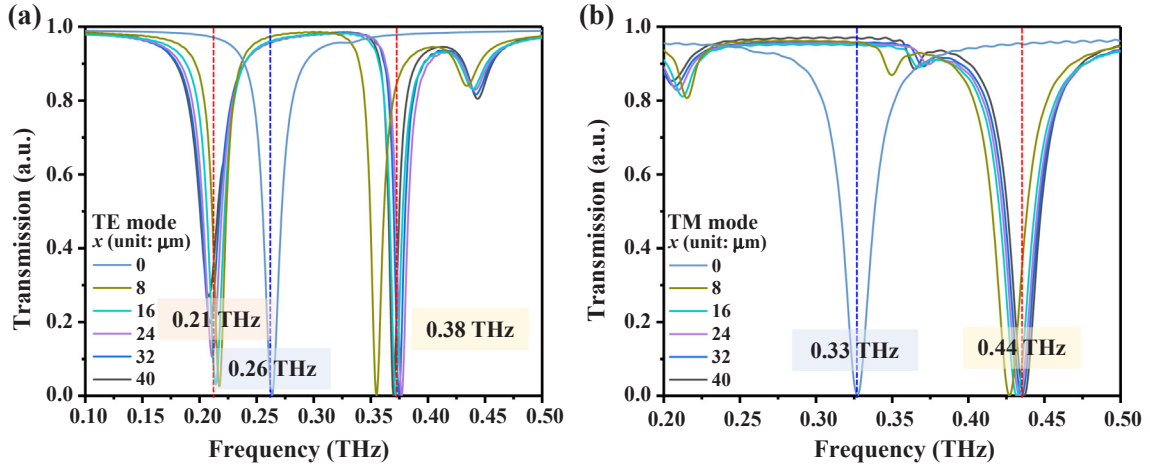 (a)
1.0
0.8
0.6
0.4
0.2
0.0
Transmission (a.u.)
TE mode
x (unit: μm)
0
8
16
24
32
40
0.21 THz
0.26 THz
0.38 THz
0.10 0.15 0.20 0.25 0.30 0.35 0.40 0.45 0.50
Frequency (THz)
(b)
1.0
0.8
0.6
0.4
0.2
0.0
Transmission (a.u.)
TM mode
x (unit: μm)
0
8
16
24
32
40
0.33 THz
0.44 THz
0.20 0.25 0.30 0.35 0.40 0.45 0.50
Frequency (THz)